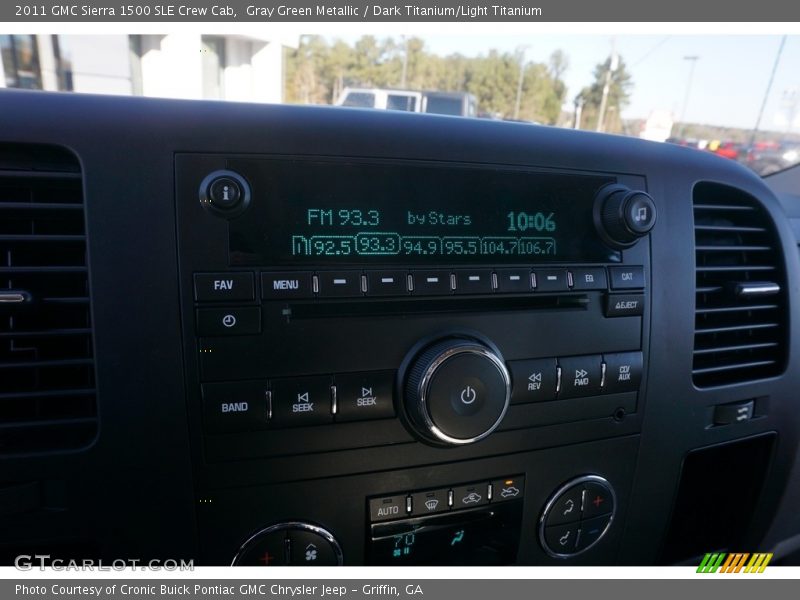 2011 GMC Sierra 1500 SLE Crew Cab,  Gray Green Metallic / Dark Titanium/Light Titanium
i
FM 93.3 by Stars 10:06
92.5 93.3 94.9 95.5 104.7 106.7
FAV MENU EQ CAT
EJECT
BAND SEEK SEEK REV FWD CD/AUX
AUTO
70
GTCARLOT.COM
Photo Courtesy of Cronic Buick Pontiac GMC Chrysler Jeep – Griffin, GA